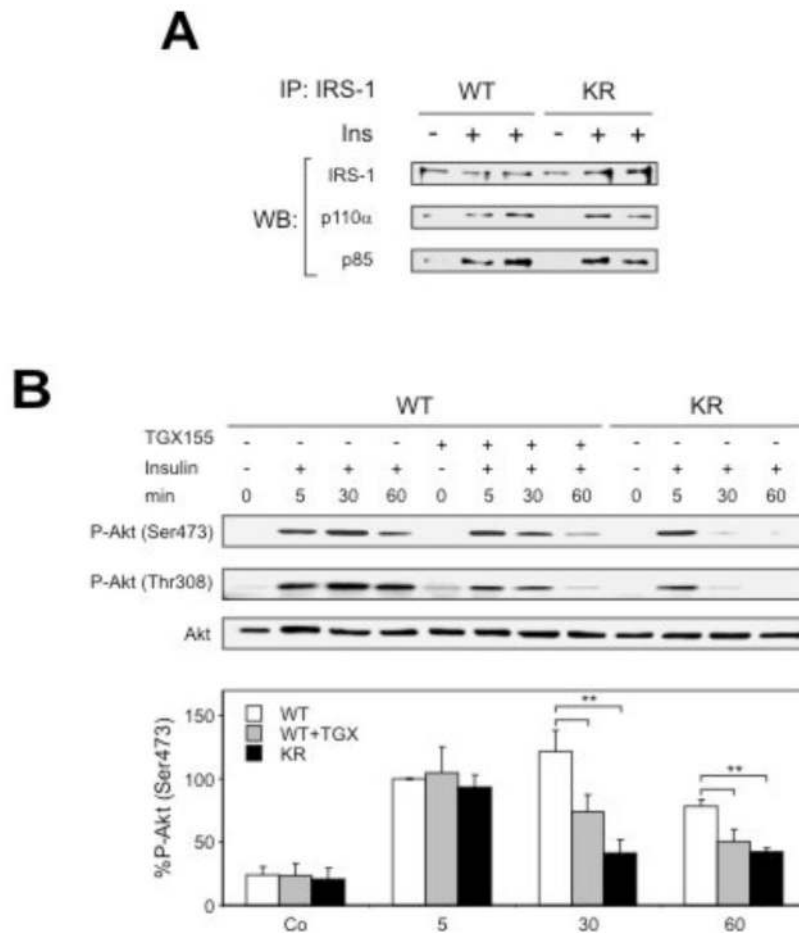 A
IP: IRS-1 WT KR
Ins - + + - + +
WB:
IRS-1
p110α
p85
B
WT KR
TGX155 - - - - + + + + - - - -
Insulin - + + + - + + + - + + +
min 0 5 30 60 0 5 30 60 0 5 30 60
P-Akt (Ser473)
P-Akt (Thr308)
Akt
%P-Akt (Ser473)
150
100
50
0
WT
WT+TGX
KR
**
**
Co 5 30 60